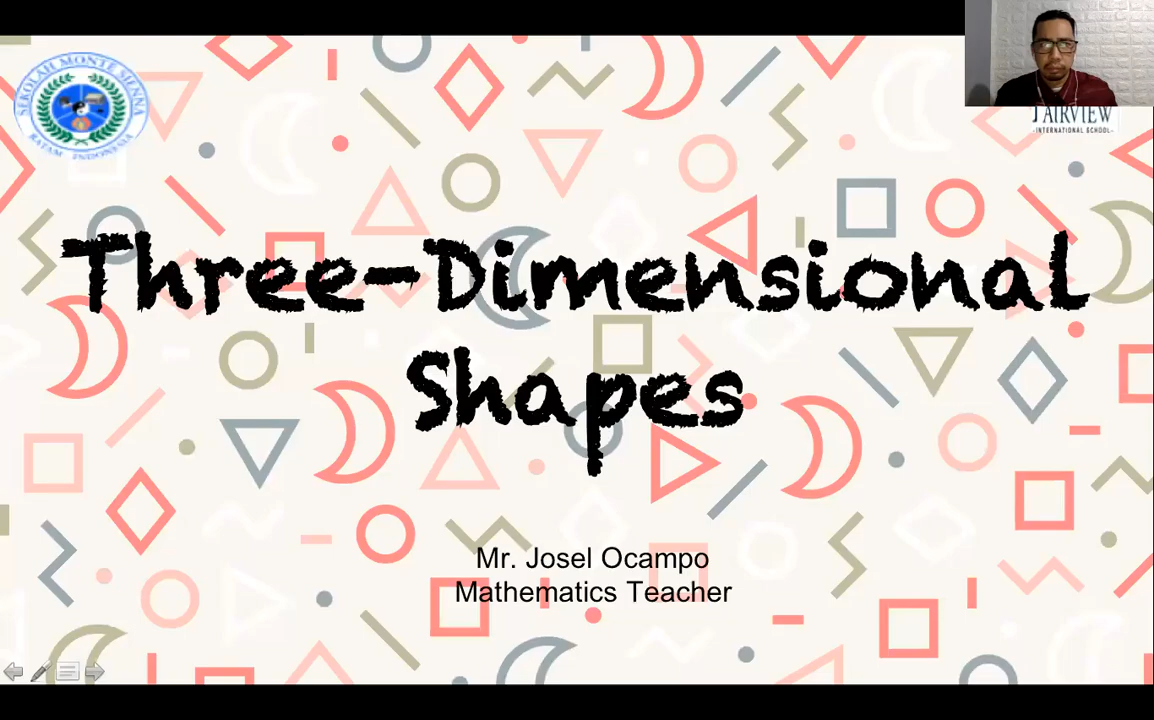 SEKOLAH MONTE SIENNA
BATAM INDONESIA
FAIRVIEW
-INTERNATIONAL SCHOOL-
Three-Dimensional
Shapes
Mr. Josel Ocampo
Mathematics Teacher